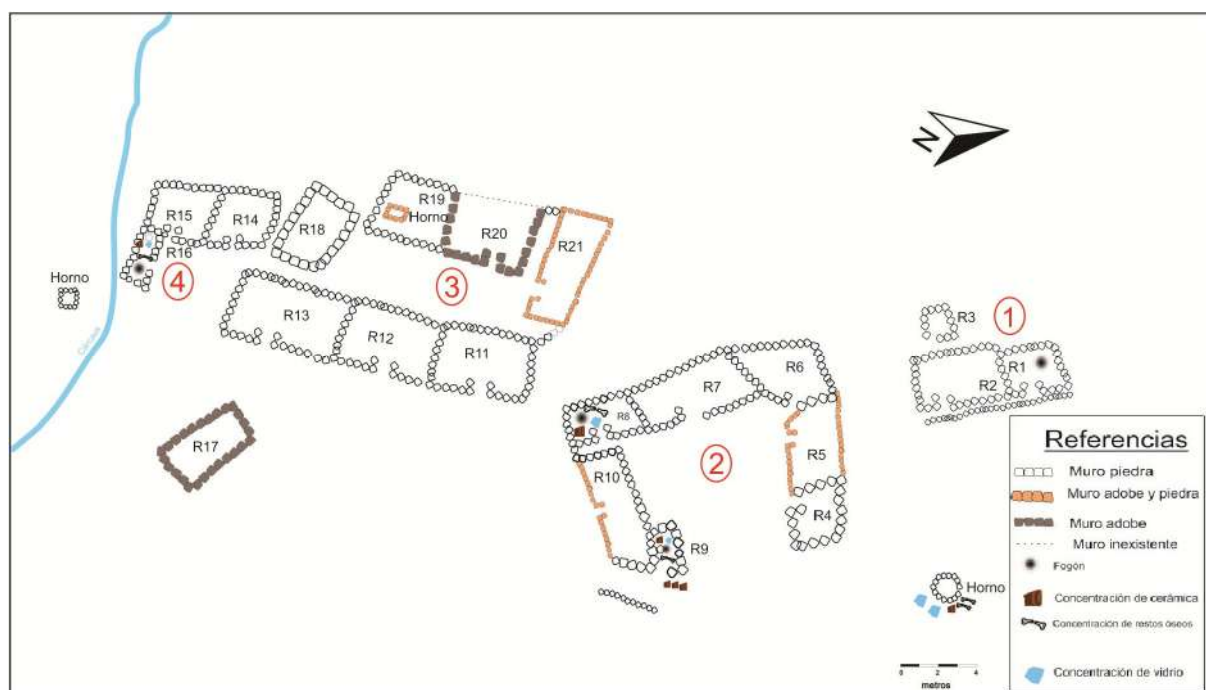 N
R19
Horno
R15
R14
R18
R20
R21
R16
4
Horno
3
R13
R12
R11
R3
1
R1
R2
R6
R7
R8
R17
2
R5
R10
R4
R9
Horno
Referencias
Muro piedra
Muro adobe y piedra
Muro adobe
Muro inexistente
Fogón
Concentración de cerámica
Concentración de restos óseos
Concentración de vidrio
0 2 4
metros